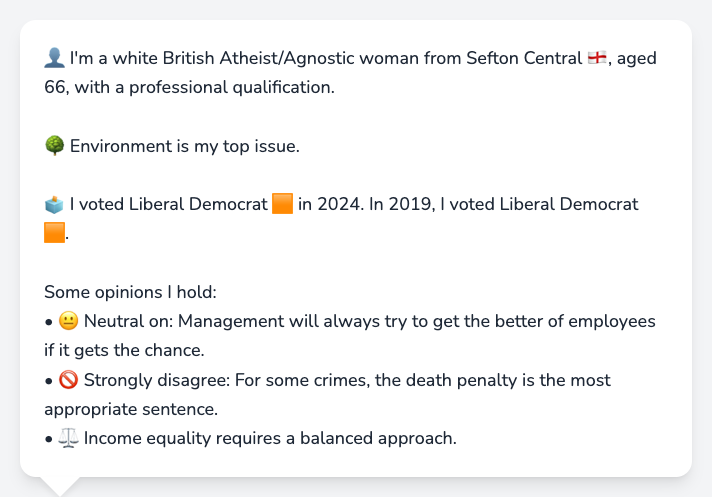 👤 I'm a white British Atheist/Agnostic woman from Sefton Central 🏴󠁧󠁢󠁥󠁮󠁧󠁿, aged
66, with a professional qualification.
🌳 Environment is my top issue.
🗳️ I voted Liberal Democrat 🟧 in 2024. In 2019, I voted Liberal Democrat
🟧.
Some opinions I hold:
• 😐 Neutral on: Management will always try to get the better of employees
if it gets the chance.
• 🚫 Strongly disagree: For some crimes, the death penalty is the most
appropriate sentence.
• ⚖️ Income equality requires a balanced approach.